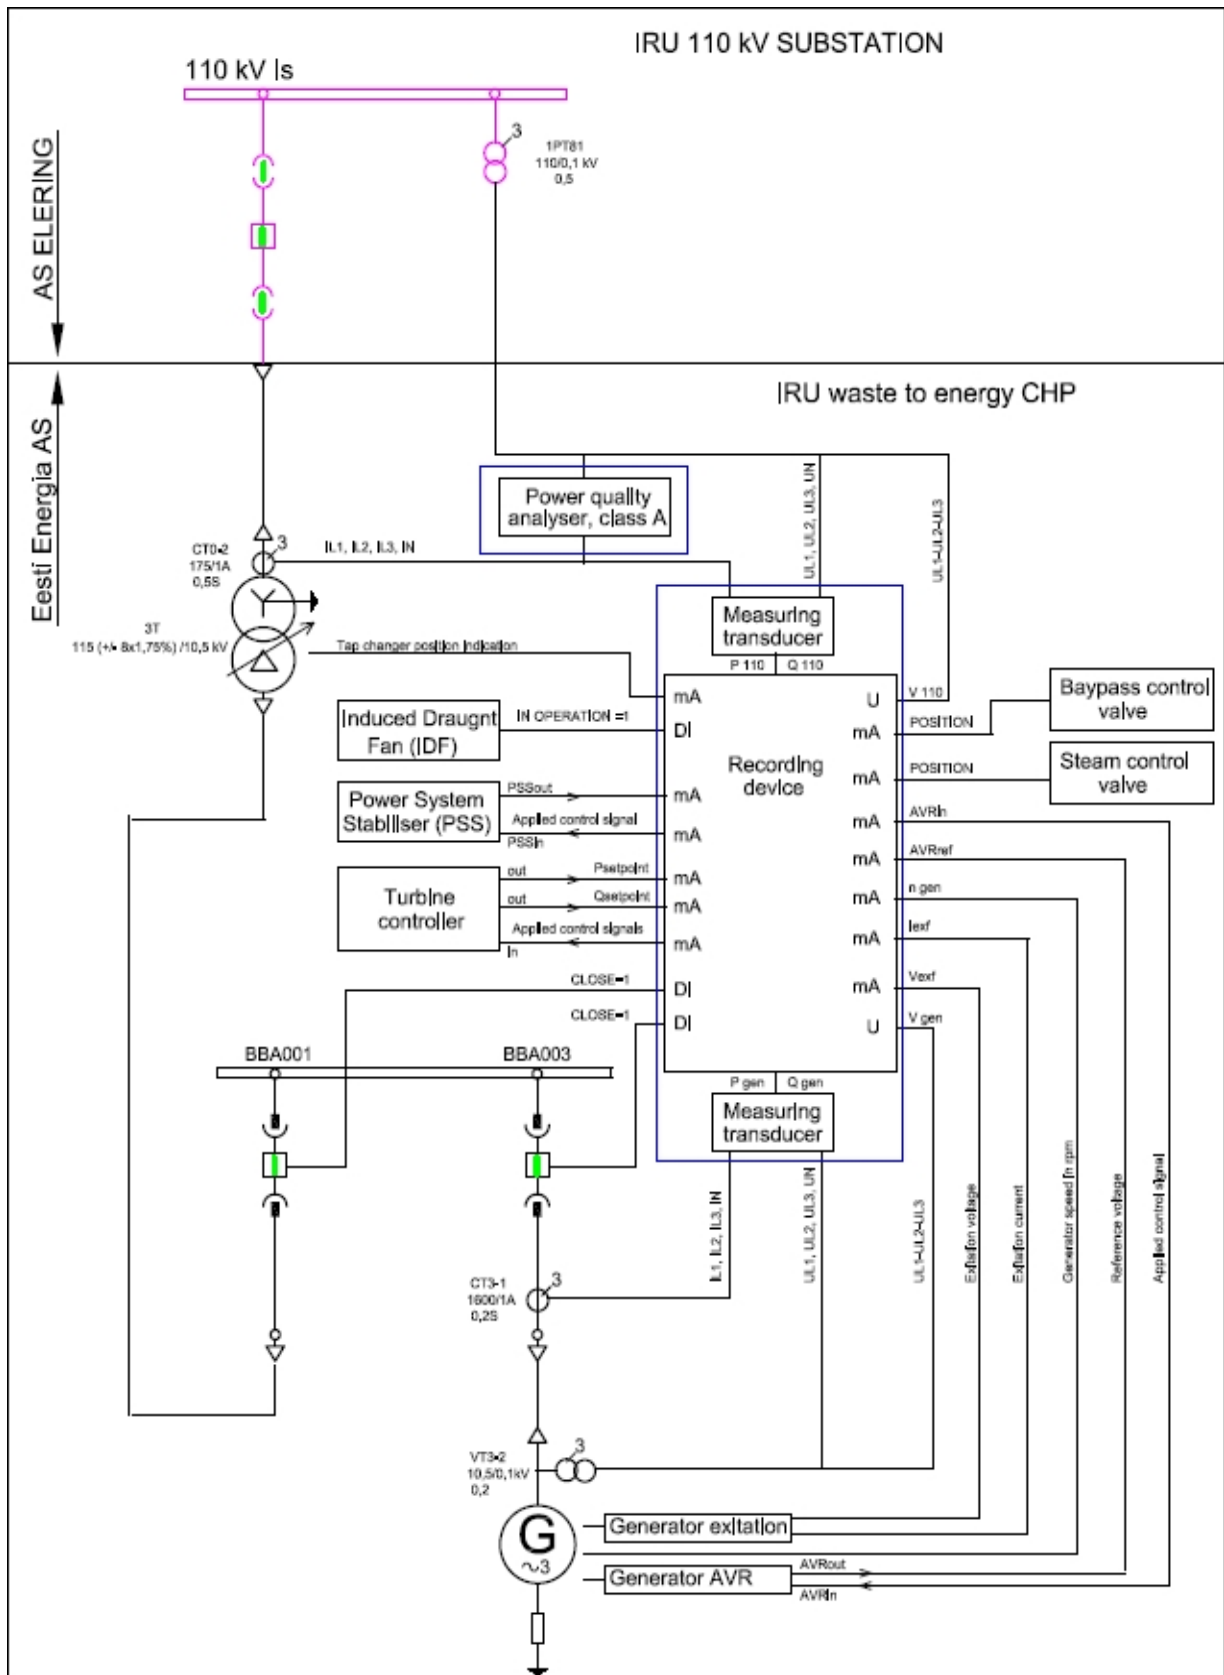 IRU 110 kV SUBSTATION
110 kV Is
3
1PT81
110/0,1 kV
0,5
AS ELERING
Eesti Energia AS
IRU waste to energy CHP
Power quality
analyser, class A
UL1, UL2, UL3, UN
UL1-UL2-UL3
CT0-2
175/1A
0,5S
3
IL1, IL2, IL3, IN
3T
115 (+/- 8x1,75%) /10,5 kV
Tap changer position indication
Measuring
transducer
P 110
Q 110
mA
U
V 110
Induced Draugnt
Fan (IDF)
IN OPERATION =1
DI
mA
POSITION
Baypass control
valve
Recording
device
mA
POSITION
Steam control
valve
Power System
Stabiliser (PSS)
PSSout
mA
Applied control signal
PSSin
mA
mA
AVRin
mA
AVRref
Turbine
controller
out
Psetpoint
mA
out
Qsetpoint
mA
Applied control signals
in
mA
mA
n gen
mA
Iexf
CLOSE=1
DI
mA
Vexf
CLOSE=1
DI
U
V gen
BBA001
BBA003
P gen
Q gen
Measuring
transducer
IL1, IL2, IL3, IN
UL1, UL2, UL3, UN
UL1-UL2-UL3
Exitation voltage
Exitation current
Generator speed in rpm
Reference voltage
Applied control signal
CT3-1
1600/1A
0,2S
3
VT3-2
10,5/0,1kV
0,2
3
G
~3
Generator exitation
Generator AVR
AVRout
AVRin